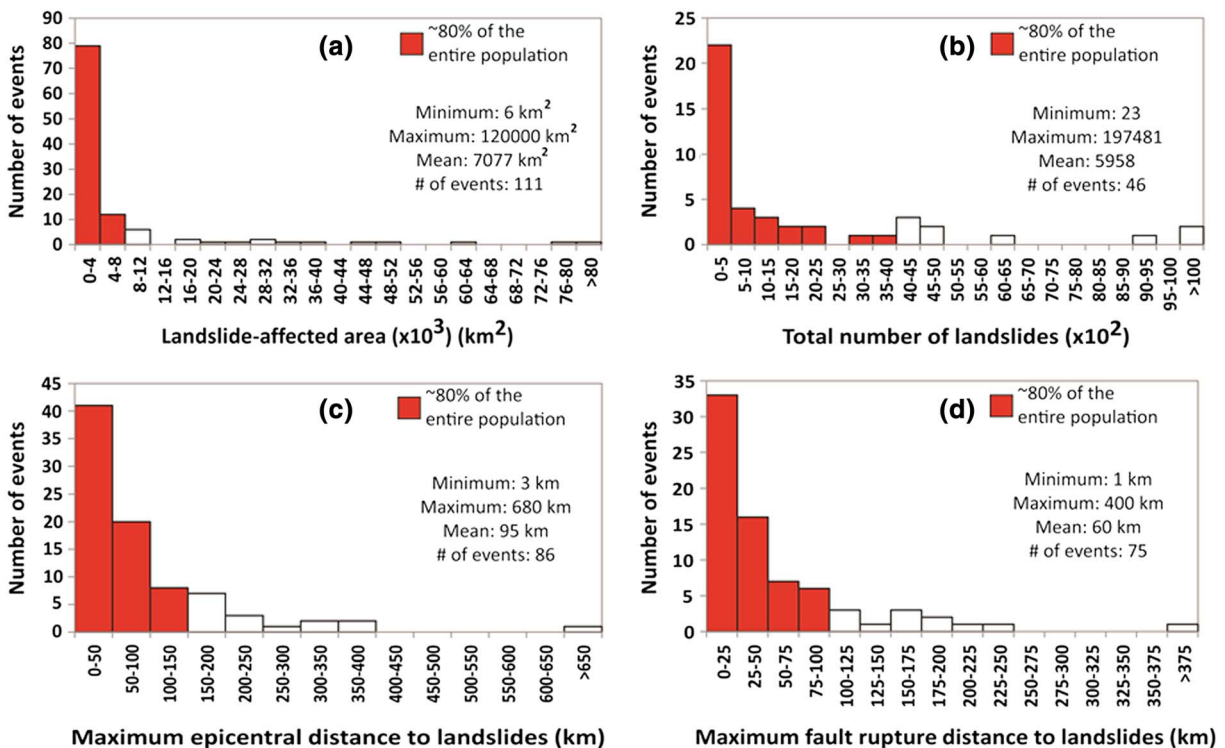 (a)
~80% of the
entire population
Minimum: 6 km²
Maximum: 120000 km²
Mean: 7077 km²
# of events: 111
Number of events
90
80
70
60
50
40
30
20
10
0
0-4
4-8
8-12
12-16
16-20
20-24
24-28
28-32
32-36
36-40
40-44
44-48
48-52
52-56
56-60
60-64
64-68
68-72
72-76
76-80
>80
Landslide-affected area (x10³) (km²)
(b)
~80% of the
entire population
Minimum: 23
Maximum: 197481
Mean: 5958
# of events: 46
Number of events
25
20
15
10
5
0
0-5
5-10
10-15
15-20
20-25
25-30
30-35
35-40
40-45
45-50
50-55
55-60
60-65
65-70
70-75
75-80
80-85
85-90
90-95
95-100
>100
Total number of landslides (x10²)
(c)
~80% of the
entire population
Minimum: 3 km
Maximum: 680 km
Mean: 95 km
# of events: 86
Number of events
45
40
35
30
25
20
15
10
5
0
0-50
50-100
100-150
150-200
200-250
250-300
300-350
350-400
400-450
450-500
500-550
550-600
600-650
>650
Maximum epicentral distance to landslides (km)
(d)
~80% of the
entire population
Minimum: 1 km
Maximum: 400 km
Mean: 60 km
# of events: 75
Number of events
35
30
25
20
15
10
5
0
0-25
25-50
50-75
75-100
100-125
125-150
150-175
175-200
200-225
225-250
250-275
275-300
300-325
325-350
350-375
>375
Maximum fault rupture distance to landslides (km)